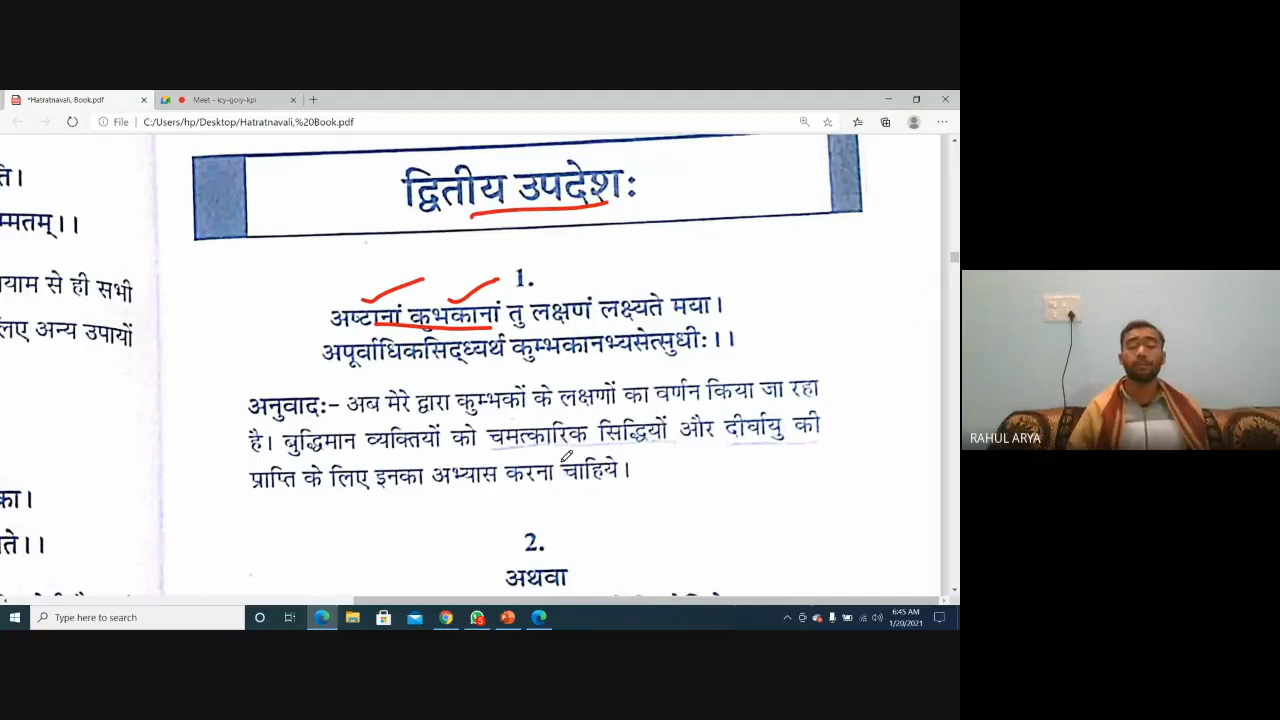 *Hatratnavali, Book.pdf
Meet - icy-goiy-kpi
File C:/Users/hp/Desktop/Hatratnavali,%20Book.pdf
ति।
म्मतम्।।
याम से ही सभी
लिए अन्य उपायों
का।
ते।।
द्वितीय उपदेशः
1.
अष्टानां कुभकानां तु लक्षणं लक्ष्यते मया।
अपूर्वाधिकसिद्ध्यर्थ कुम्भकानभ्यसेत्सुधीः।।
अनुवादः- अब मेरे द्वारा कुम्भकों के लक्षणों का वर्णन किया जा रहा
है। बुद्धिमान व्यक्तियों को चमत्कारिक सिद्धियों और दीर्घायु की
प्राप्ति के लिए इनका अभ्यास करना चाहिये।
2.
अथवा
RAHUL ARYA
Type here to search
5
6:45 AM
1/20/2021